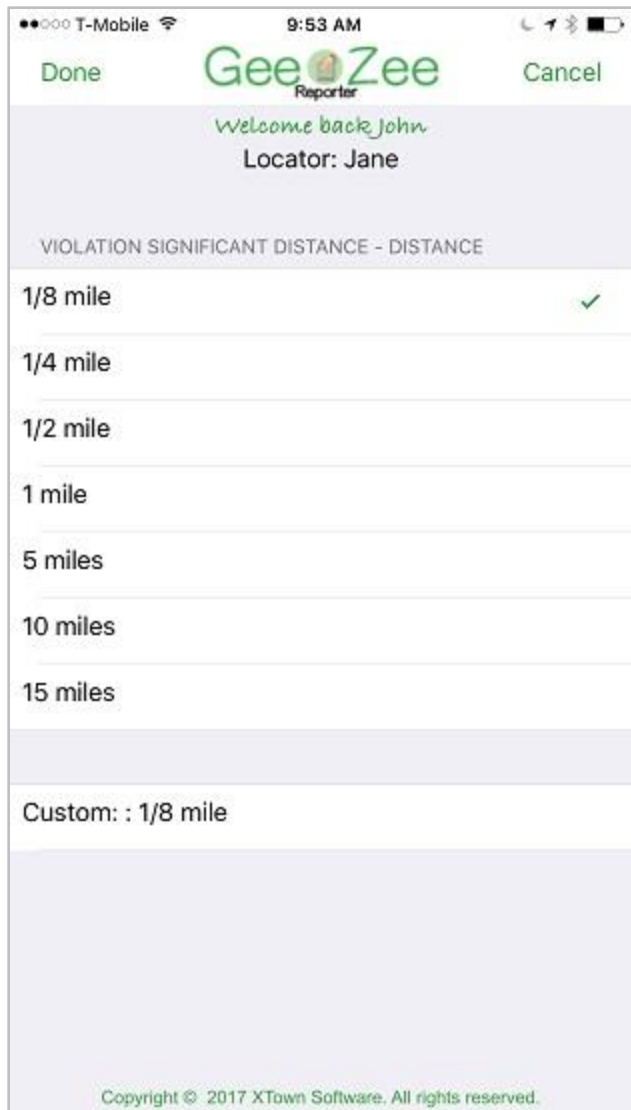 T-Mobile 9:53 AM
Done GeeZee Cancel
Reporter
Welcome back John
Locator: Jane
VIOLATION SIGNIFICANT DISTANCE - DISTANCE
1/8 mile
1/4 mile
1/2 mile
1 mile
5 miles
10 miles
15 miles
Custom: : 1/8 mile
Copyright © 2017 XTown Software. All rights reserved.